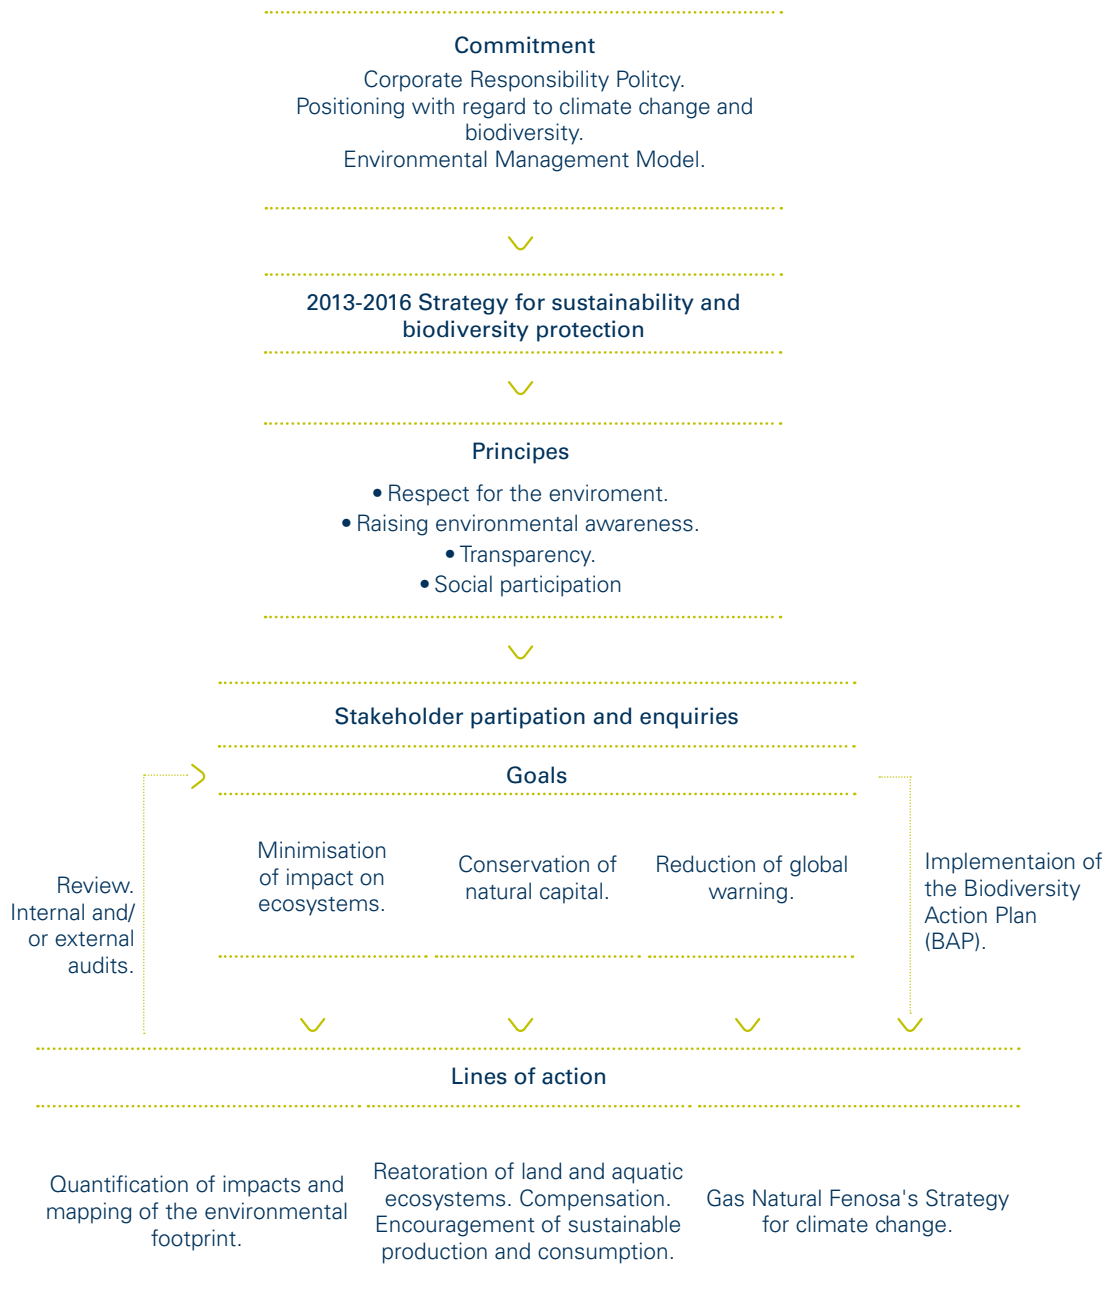 Commitment
Corporate Responsibility Politcy.
Positioning with regard to climate change and
biodiversity.
Environmental Management Model.
2013-2016 Strategy for sustainability and
biodiversity protection
Principes
• Respect for the enviroment.
• Raising environmental awareness.
• Transparency.
• Social participation
Stakeholder partipation and enquiries
Goals
Minimisation
of impact on
ecosystems.
Conservation of
natural capital.
Reduction of global
warning.
Review.
Internal and/
or external
audits.
Implementaion of
the Biodiversity
Action Plan
(BAP).
Lines of action
Quantification of impacts and
mapping of the environmental
footprint.
Reatoration of land and aquatic
ecosystems. Compensation.
Encouragement of sustainable
production and consumption.
Gas Natural Fenosa's Strategy
for climate change.